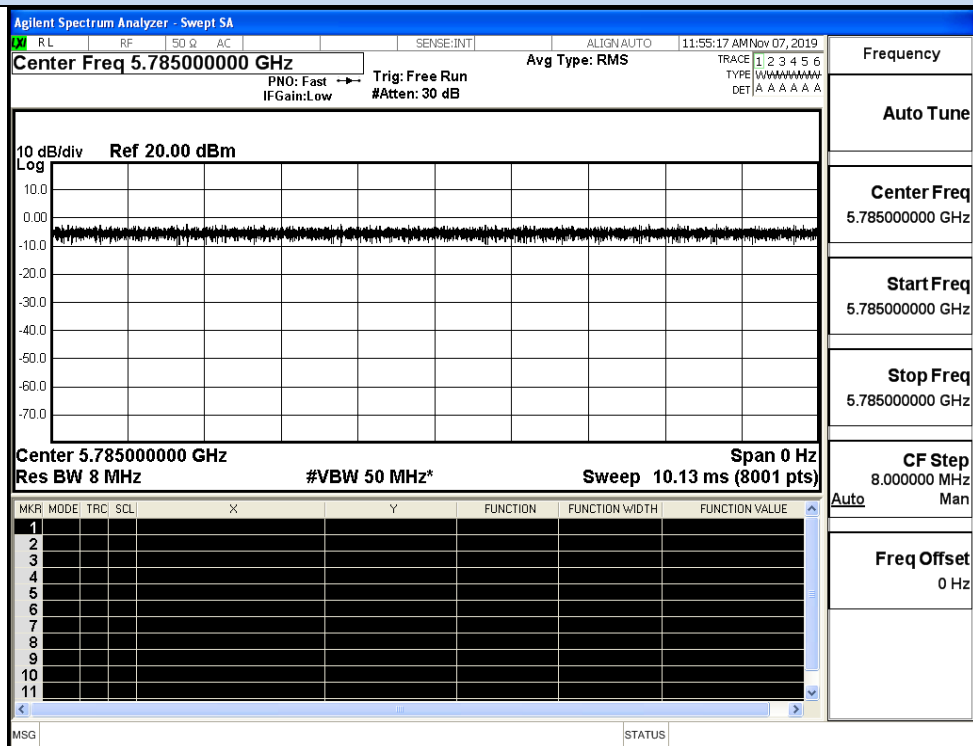 Agilent Spectrum Analyzer - Swept SA
LXI RL RF 50 Ω AC SENSE:INT ALIGN AUTO 11:55:17 AM Nov 07, 2019
Center Freq 5.785000000 GHz
PNO: Fast
IFGain:Low
Trig: Free Run
#Atten: 30 dB
Avg Type: RMS
TRACE 1 2 3 4 5 6
TYPE WWWWWW
DET A A A A A A
10 dB/div Ref 20.00 dBm
Log
10.0
0.00
-10.0
-20.0
-30.0
-40.0
-50.0
-60.0
-70.0
Center 5.785000000 GHz Span 0 Hz
Res BW 8 MHz #VBW 50 MHz* Sweep 10.13 ms (8001 pts)
MKR MODE TRC SCL X Y FUNCTION FUNCTION WIDTH FUNCTION VALUE
1
2
3
4
5
6
7
8
9
10
11
MSG STATUS
Frequency
Auto Tune
Center Freq
5.785000000 GHz
Start Freq
5.785000000 GHz
Stop Freq
5.785000000 GHz
CF Step
8.000000 MHz
Auto Man
Freq Offset
0 Hz